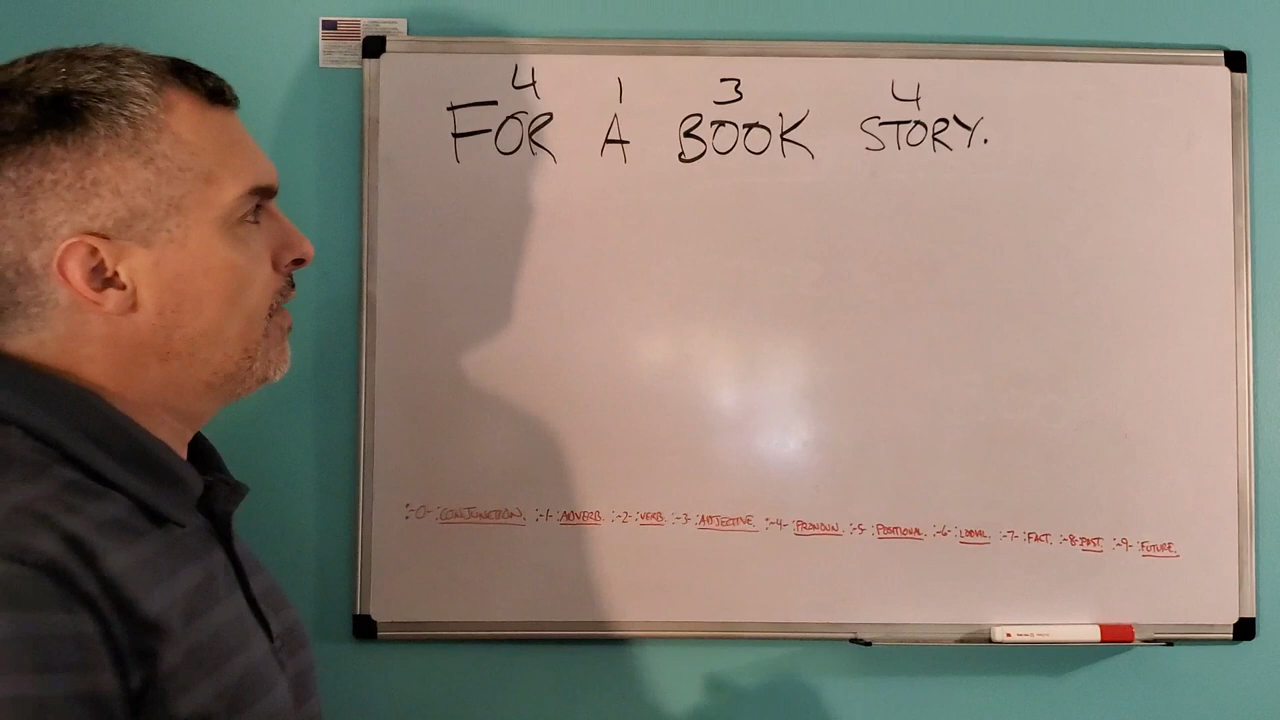 4 1 3 4
FOR A BOOK STORY.
:-0-:CONJUNCTION. :-1-:ADVERB. :-2-:VERB. :-3-:ADJECTIVE. :-4-:PRONOUN. :-5-:POSITIONAL. :-6-:LODIAL. :-7-:FACT. :-8-:PAST. :-9-:FUTURE.